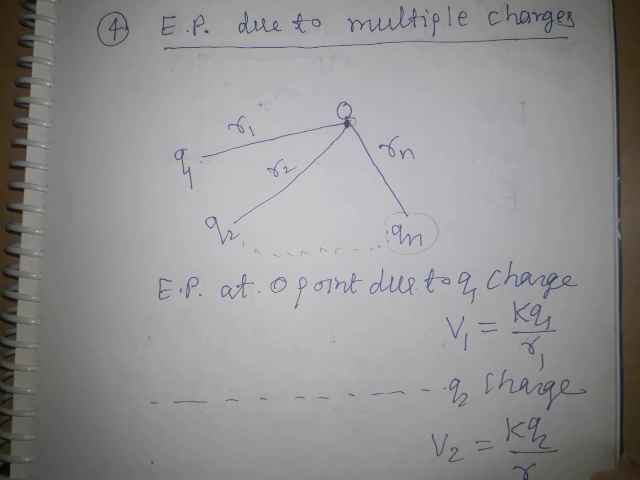 ④ E.P. due to multiple charges
O
r1
q1
r2
rn
q2
qn
E.P. at O point due to q1 charge
V1 = Kq1/r1
q2 charge
V2 = Kq2/r